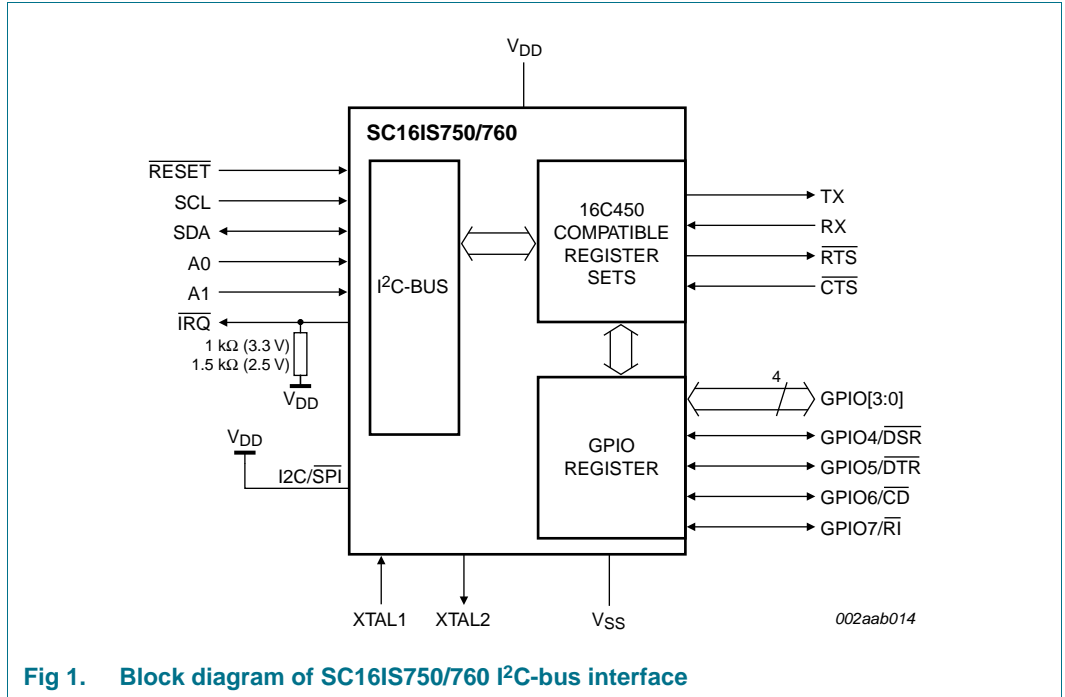 VDD
SC16IS750/760
RESET
SCL
SDA
A0
A1
IRQ
1 kΩ (3.3 V)
1.5 kΩ (2.5 V)
VDD
VDD
I2C/SPI
I²C-BUS
16C450
COMPATIBLE
REGISTER
SETS
TX
RX
RTS
CTS
GPIO
REGISTER
4
GPIO[3:0]
GPIO4/DSR
GPIO5/DTR
GPIO6/CD
GPIO7/RI
XTAL1
XTAL2
VSS
002aab014
Fig 1. Block diagram of SC16IS750/760 I²C-bus interface